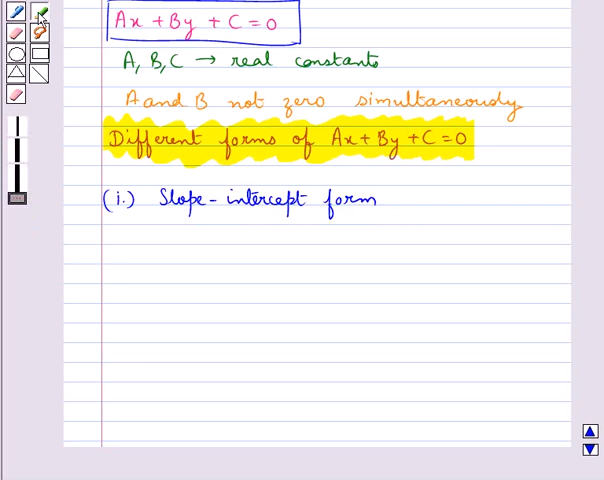 Ax + By + C = 0
A, B, C → real constants
A and B not zero simultaneously
Different forms of Ax + By + C = 0
(i.) Slope - intercept form